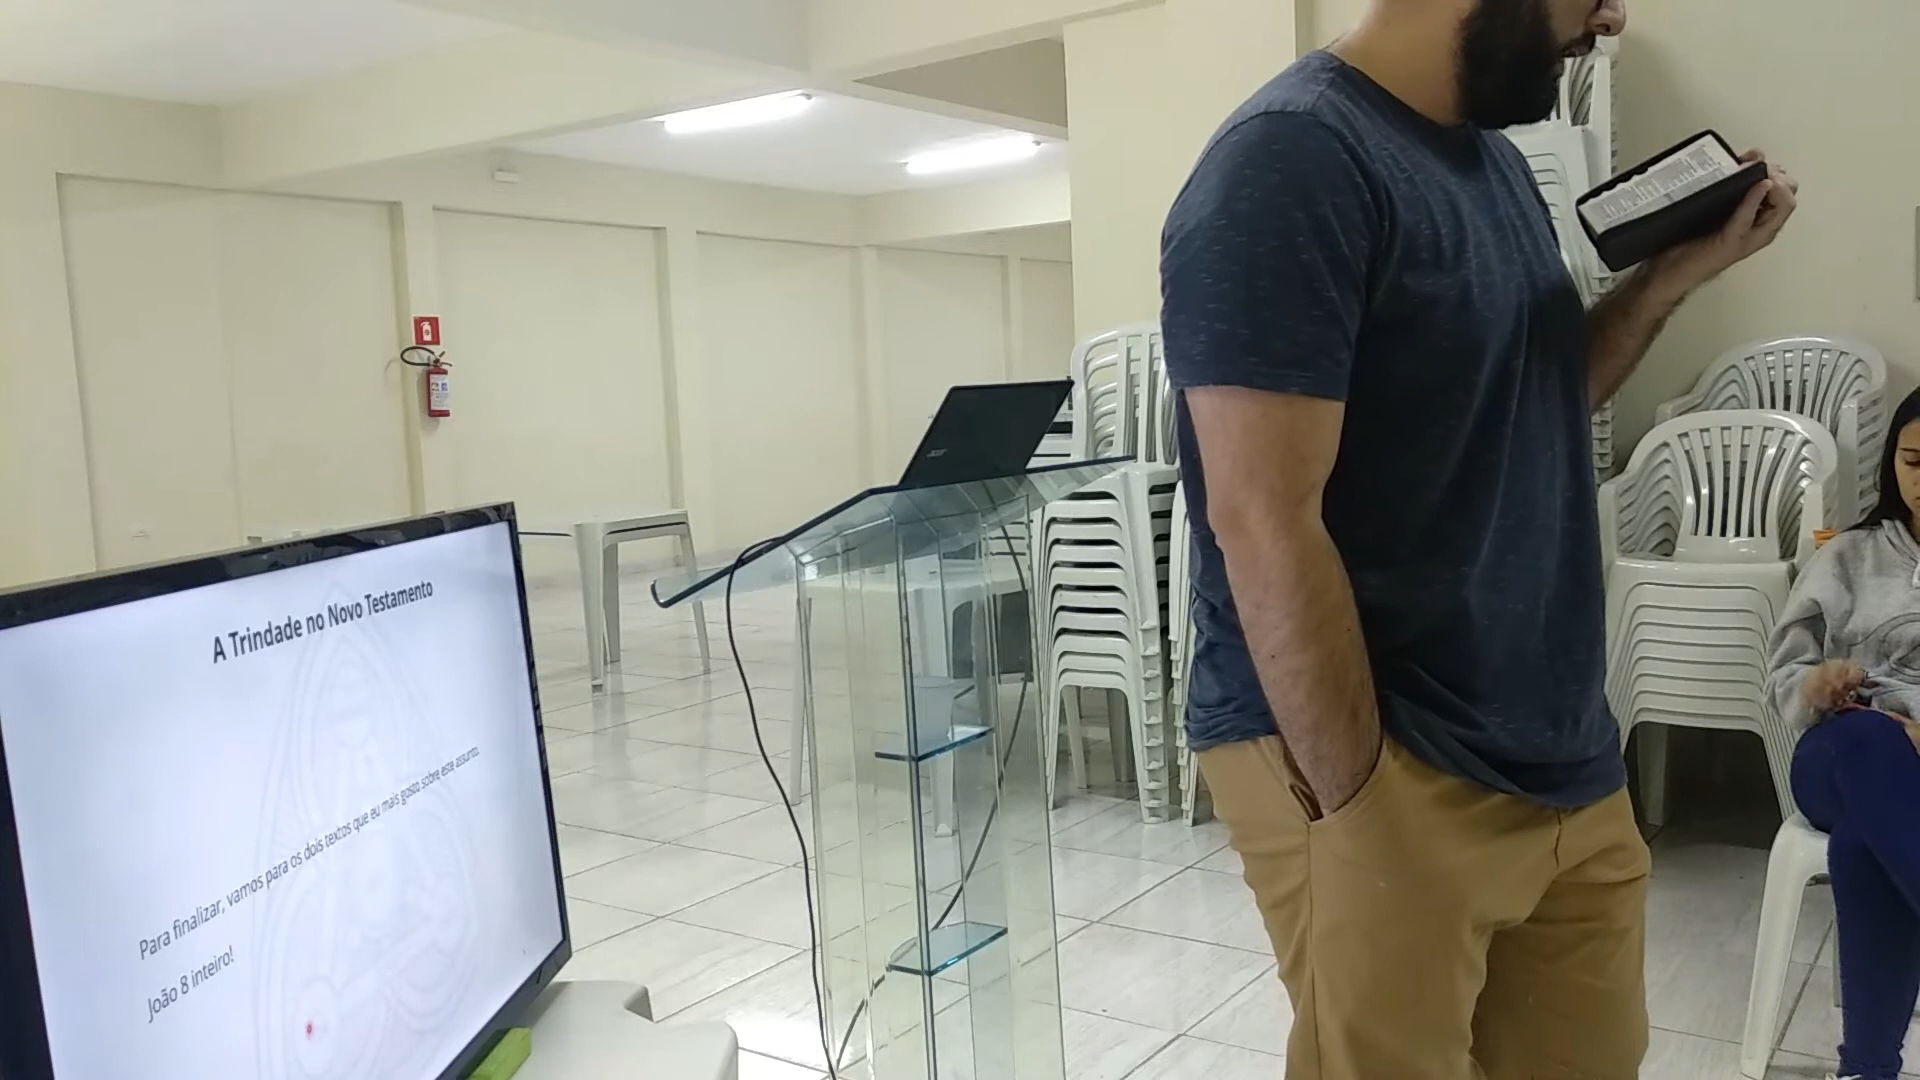 A Trindade no Novo Testamento
Para finalizar, vamos para os dois textos que eu mais gosto sobre este assunto.
João 8 inteiro!
acer